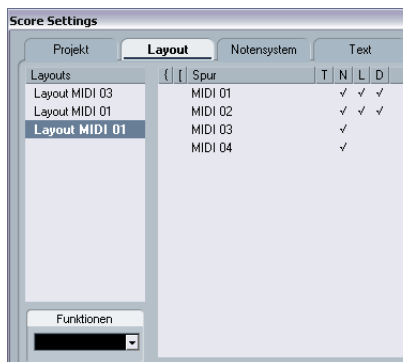 Score Settings
Projekt Layout Notensystem Text
Layouts
Layout MIDI 03
Layout MIDI 01
Layout MIDI 01
{ [ Spur T N L D
MIDI 01 √ √ √
MIDI 02 √ √ √
MIDI 03 √
MIDI 04 √
Funktionen